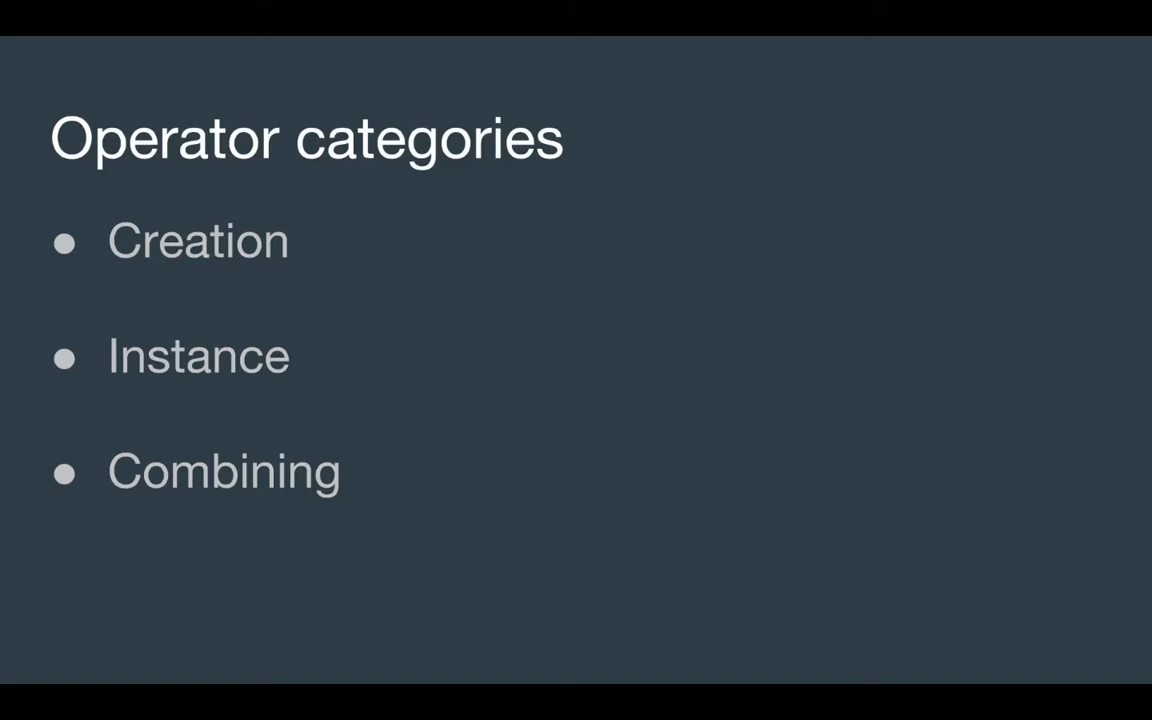 Operator categories
● Creation
● Instance
● Combining